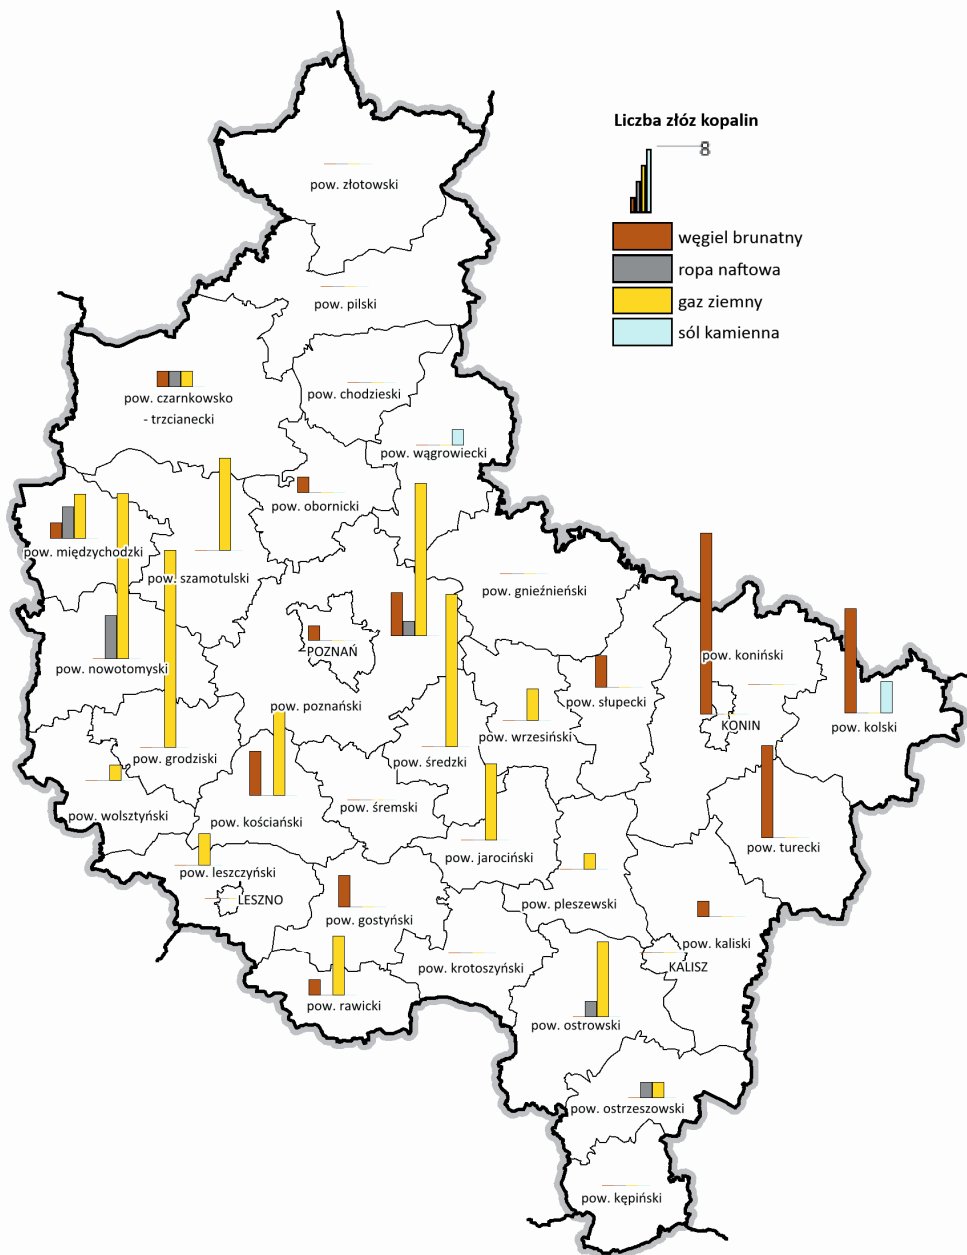 Liczba złóż kopalin
8
węgiel brunatny
ropa naftowa
gaz ziemny
sól kamienna
pow. złotowski
pow. pilski
pow. czarnkowsko
- trzcianecki
pow. chodzieski
pow. wągrowiecki
pow. obornicki
pow. międzychodzki
pow. szamotulski
pow. gnieźnieński
POZNAŃ
pow. nowotomyski
pow. koniński
pow. słupecki
pow. poznański
KONIN
pow. kolski
pow. wrzesiński
pow. grodziski
pow. średzki
pow. wolsztyński
pow. kościański
pow. śremski
pow. turecki
pow. jarociński
pow. leszczyński
LESZNO
pow. pleszewski
pow. gostyński
pow. kaliski
pow. krotoszyński
KALISZ
pow. rawicki
pow. ostrowski
pow. ostrzeszowski
pow. kępiński